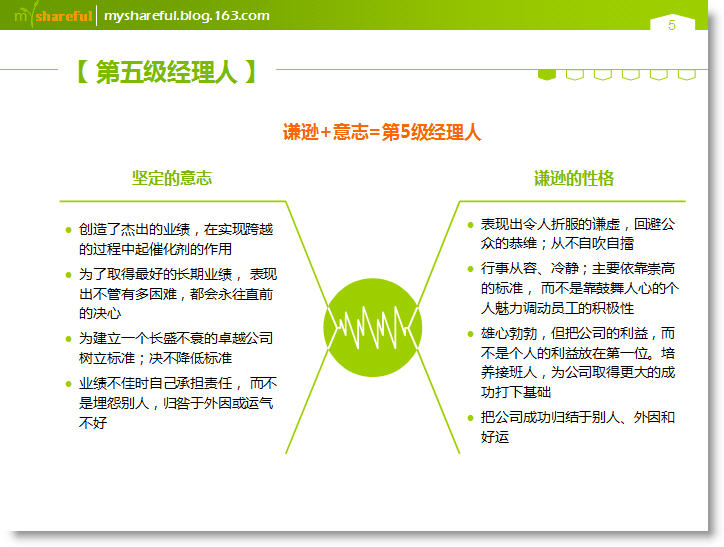 my shareful
myshareful.blog.163.com
5
【 第五级经理人 】
谦逊+意志=第5级经理人
坚定的意志
创造了杰出的业绩，在实现跨越
的过程中起催化剂的作用
为了取得最好的长期业绩， 表现
出不管有多困难，都会永往直前
的决心
为建立一个长盛不衰的卓越公司
树立标准；决不降低标准
业绩不佳时自己承担责任， 而不
是埋怨别人，归咎于外因或运气
不好
谦逊的性格
表现出令人折服的谦虚，回避公
众的恭维；从不自吹自擂
行事从容、冷静；主要依靠崇高
的标准， 而不是靠鼓舞人心的个
人魅力调动员工的积极性
雄心勃勃，但把公司的利益，而
不是个人的利益放在第一位。培
养接班人，为公司取得更大的成
功打下基础
把公司成功归结于别人、外因和
好运